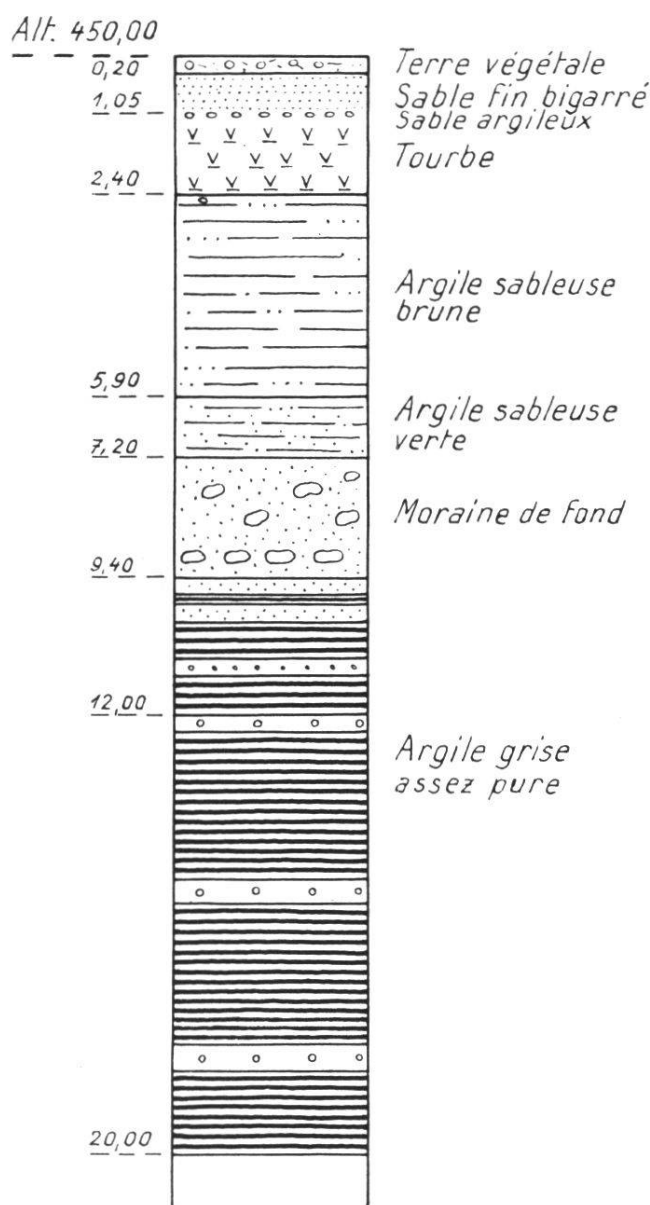 Alt. 450,00
0,20
Terre végétale
Sable fin bigarré
1,05
Sable argileux
Tourbe
2,40
Argile sableuse
brune
5,90
Argile sableuse
verte
7,20
Moraine de fond
9,40
12,00
Argile grise
assez pure
20,00